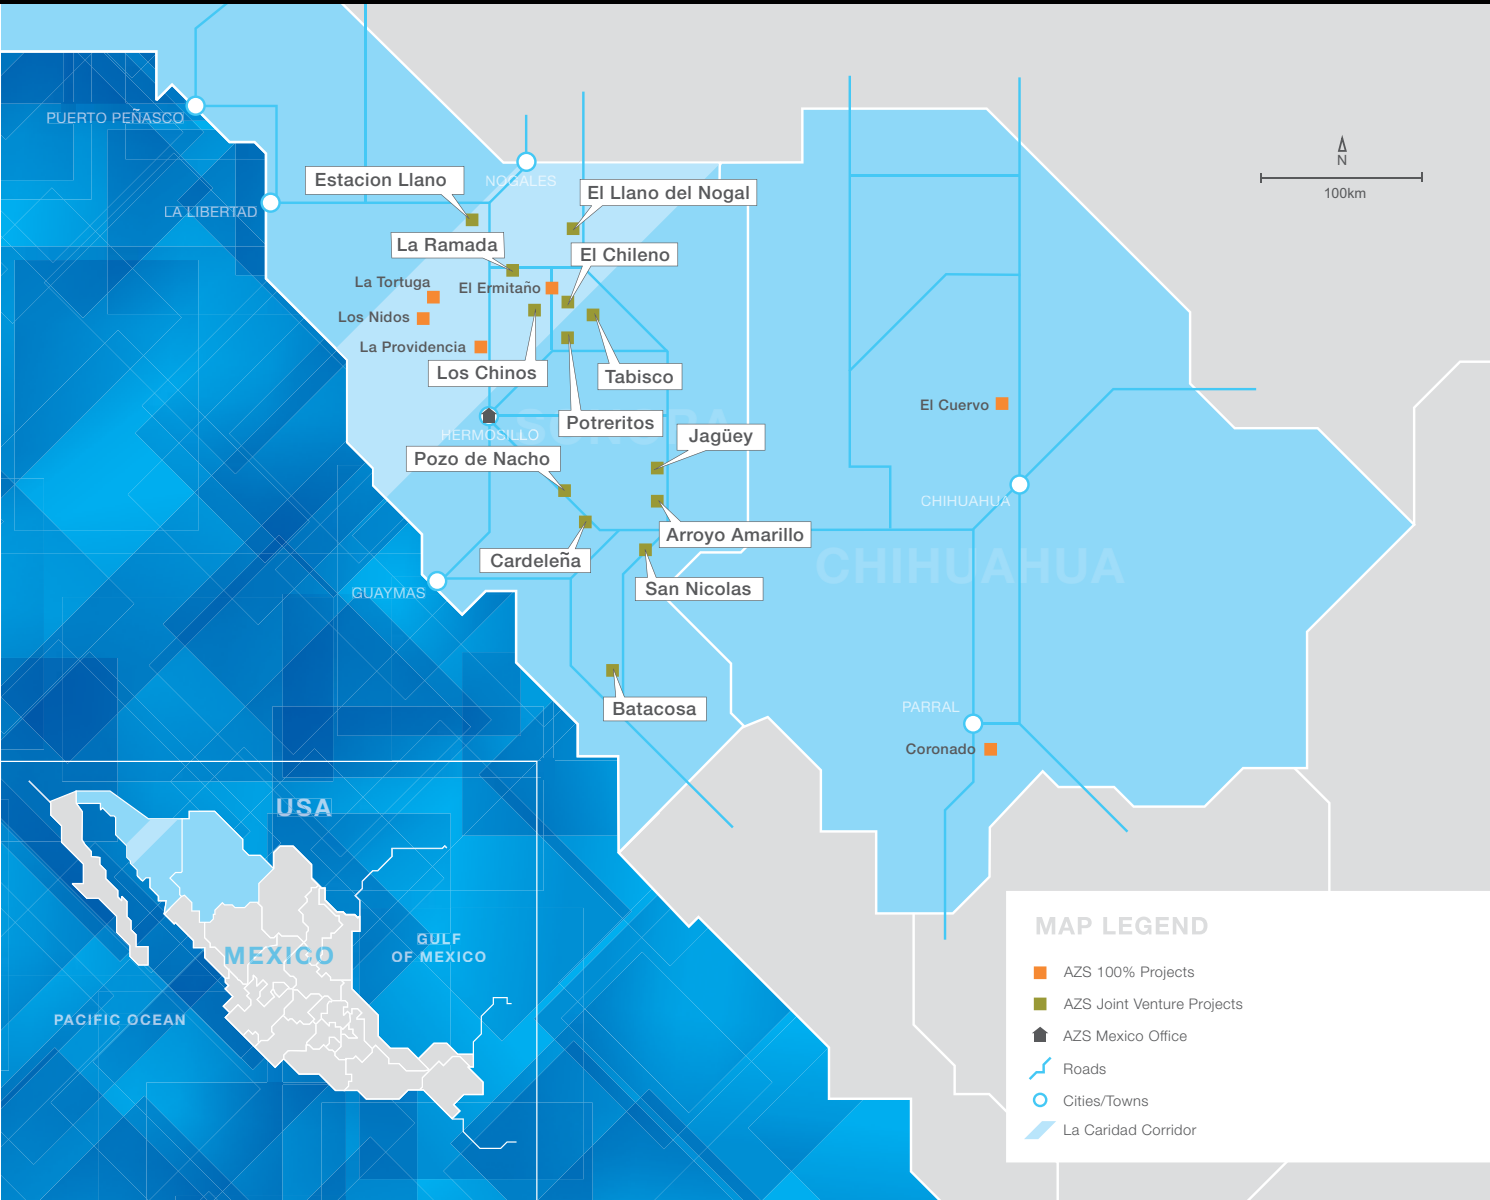 PUERTO PEÑASCO
Estacion Llano
NOGALES
El Llano del Nogal
N
100km
LA LIBERTAD
La Ramada
El Chileno
La Tortuga
El Ermitaño
Los Nidos
La Providencia
Los Chinos
Tabisco
El Cuervo
SONORA
Potreritos
HERMOSILLO
Jagüey
Pozo de Nacho
CHIHUAHUA
Arroyo Amarillo
Cardeleña
CHIHUAHUA
GUAYMAS
San Nicolas
Batacosa
PARRAL
Coronado
USA
MEXICO
GULF
OF MEXICO
PACIFIC OCEAN
MAP LEGEND
AZS 100% Projects
AZS Joint Venture Projects
AZS Mexico Office
Roads
Cities/Towns
La Caridad Corridor